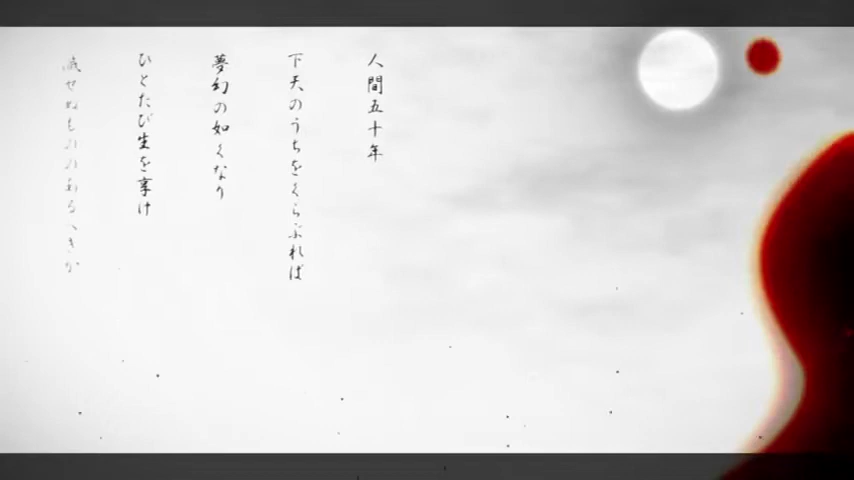 人間五十年
下天のうちをくらぶれば
夢幻の如くなり
ひとたび生を享け
滅せぬもののあるべきか